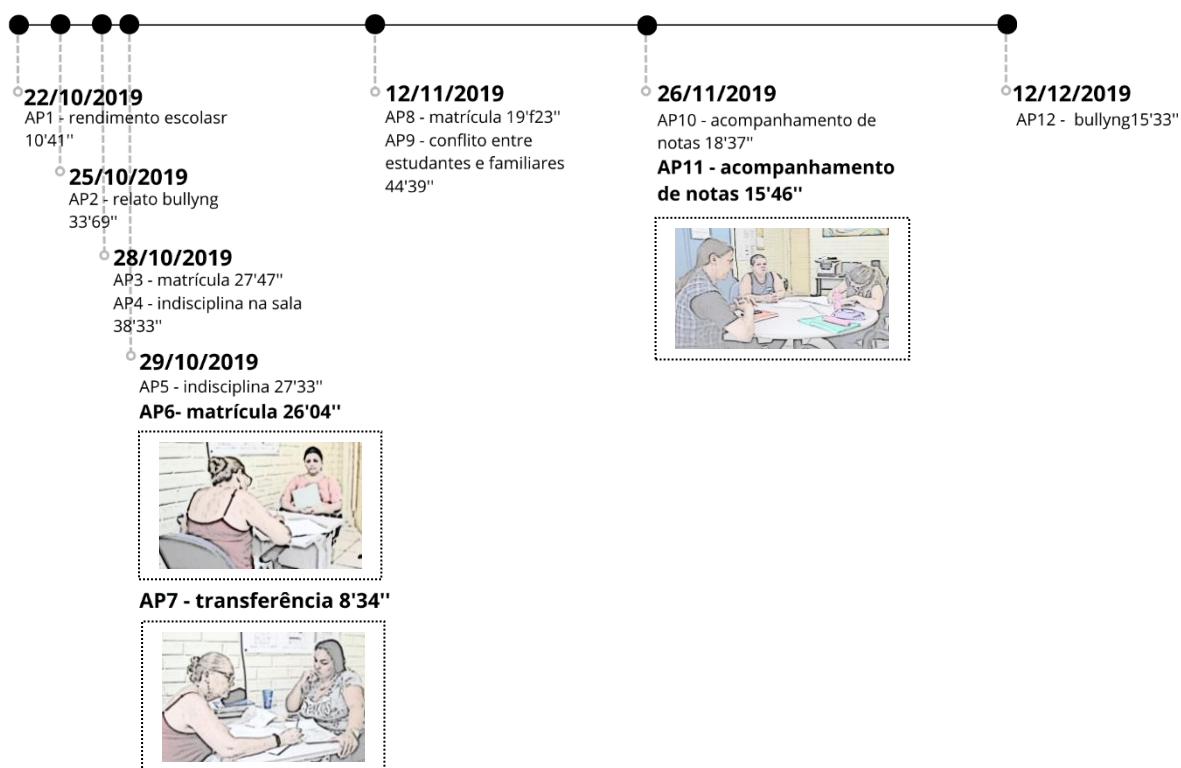 22/10/2019
AP1 - rendimento escolasr
10'41''
25/10/2019
AP2 - relato bullyng
33'69''
28/10/2019
AP3 - matrícula 27'47''
AP4 - indisciplina na sala
38'33''
29/10/2019
AP5 - indisciplina 27'33''
AP6- matrícula 26'04''
AP7 - transferência 8'34''
12/11/2019
AP8 - matrícula 19'f23''
AP9 - conflito entre
estudantes e familiares
44'39''
26/11/2019
AP10 - acompanhamento de
notas 18'37''
AP11 - acompanhamento
de notas 15'46''
12/12/2019
AP12 -  bullyng15'33''